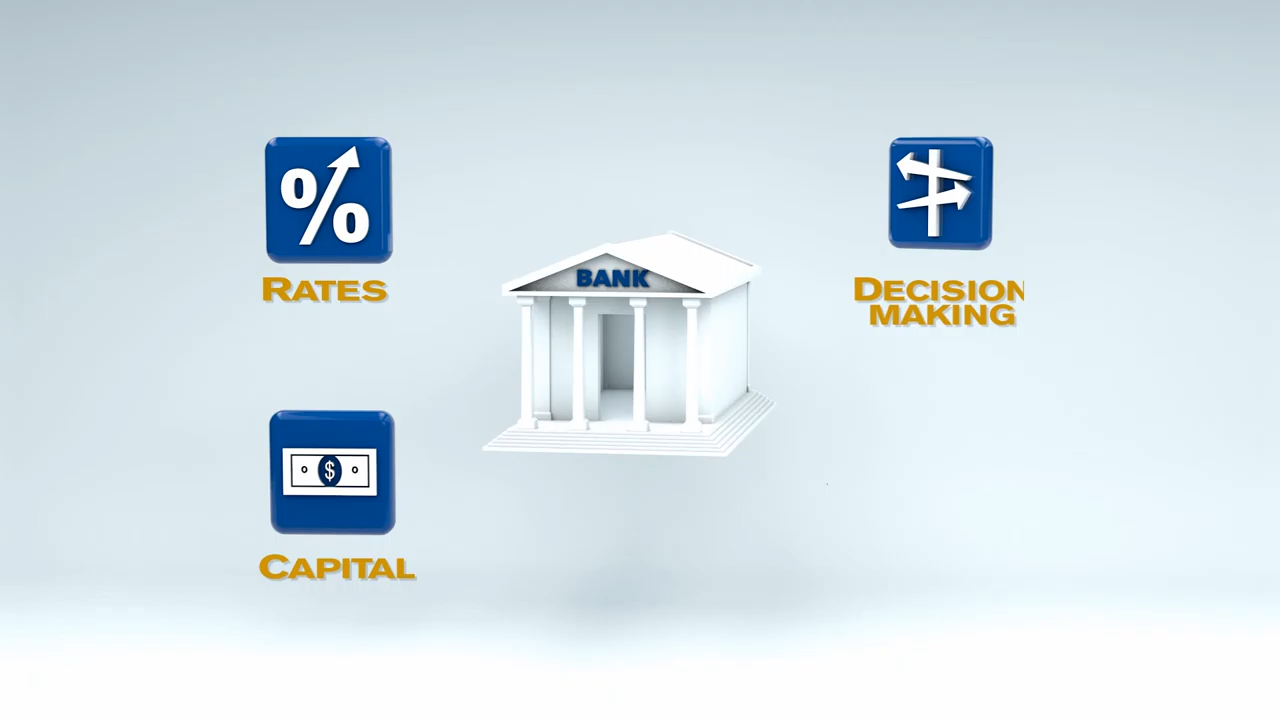 %
RATES
BANK
DECISION
MAKING
$
CAPITAL